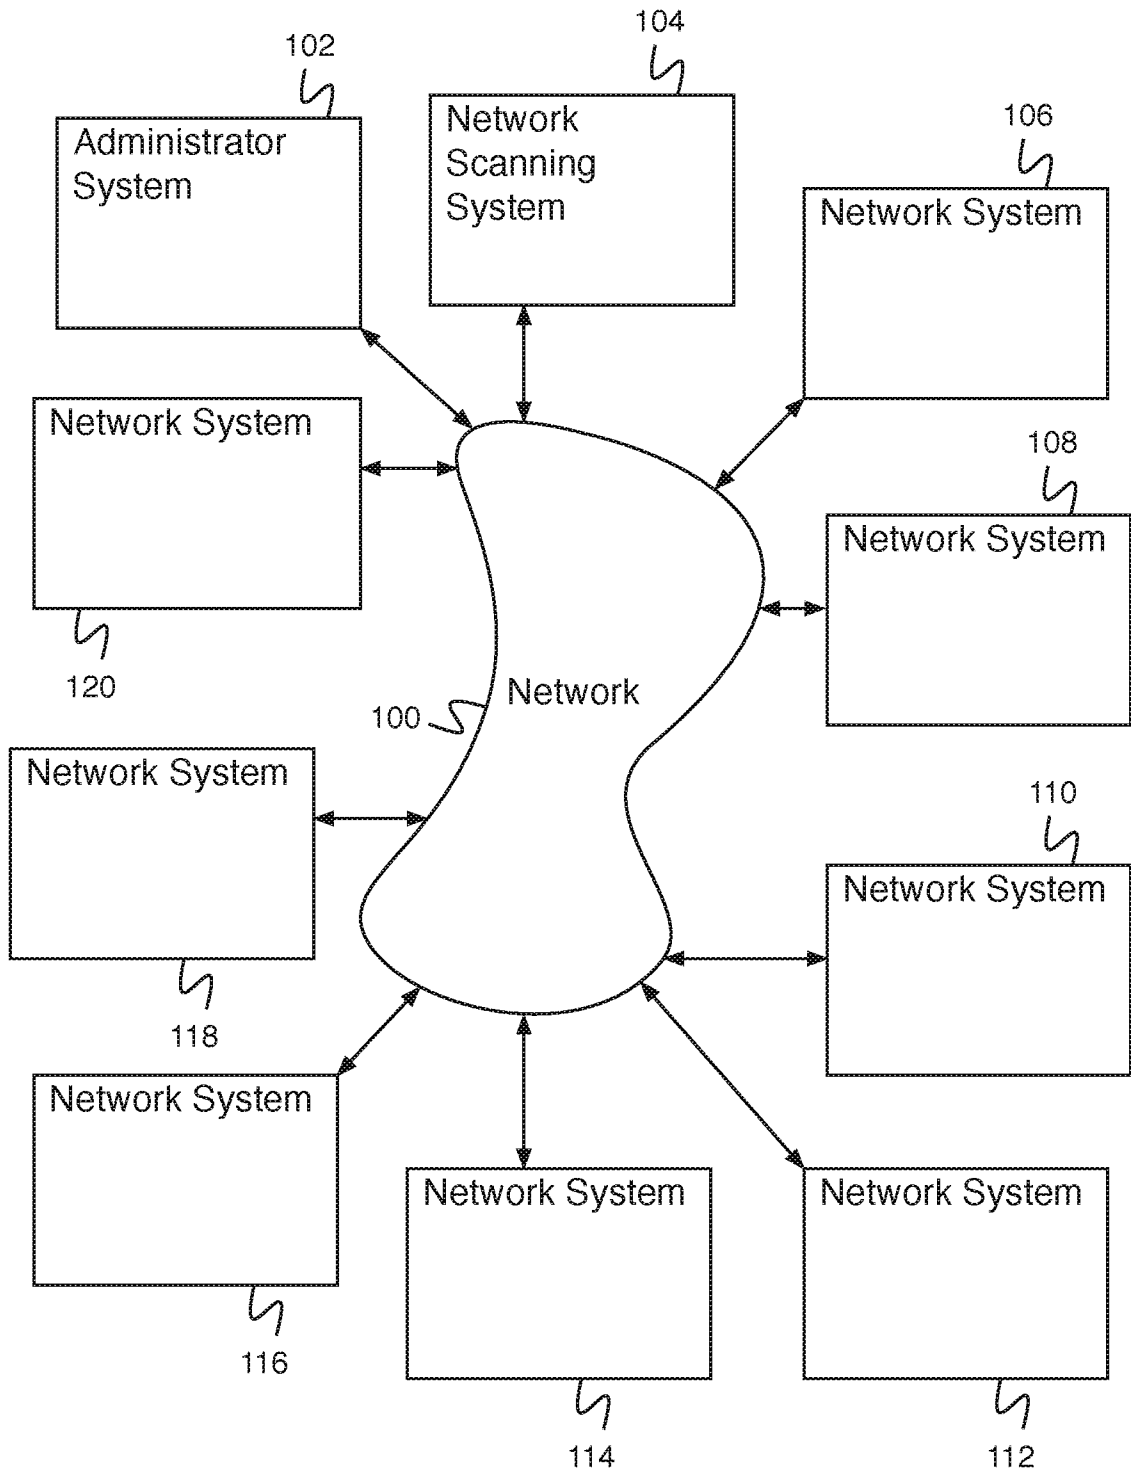 102
Administrator
System
104
Network
Scanning
System
106
Network System
Network System
120
108
Network System
100
Network
Network System
118
110
Network System
Network System
116
Network System
114
Network System
112